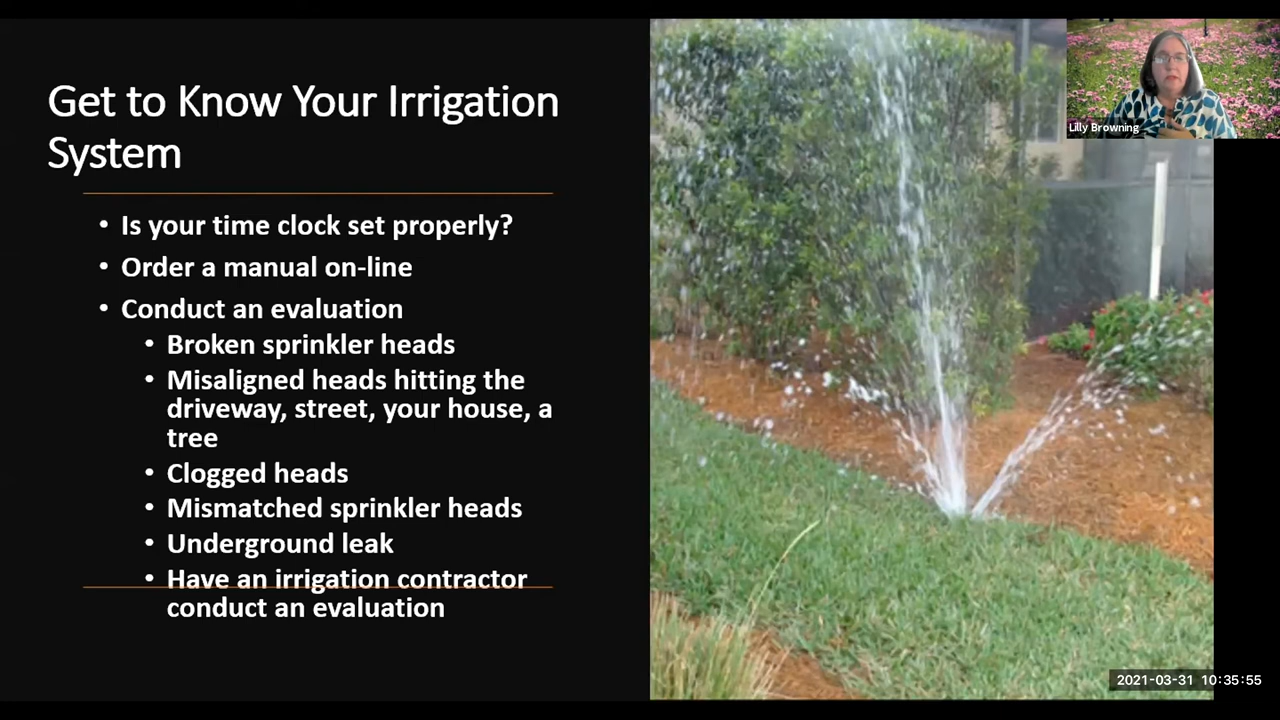 Get to Know Your Irrigation
System
• Is your time clock set properly?
• Order a manual on-line
• Conduct an evaluation
• Broken sprinkler heads
• Misaligned heads hitting the
driveway, street, your house, a
tree
• Clogged heads
• Mismatched sprinkler heads
• Underground leak
• Have an irrigation contractor
conduct an evaluation
Lilly Browning
2021-03-31 10:35:55